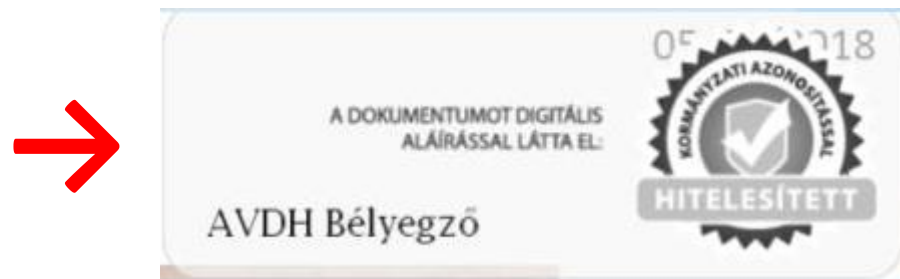 A DOKUMENTUMOT DIGITÁLIS
ALÁÍRÁSSAL LÁTTA EL:
AVDH Bélyegző
KORMÁNYZATI AZONOSÍTÁSSAL
HITELESÍTETT